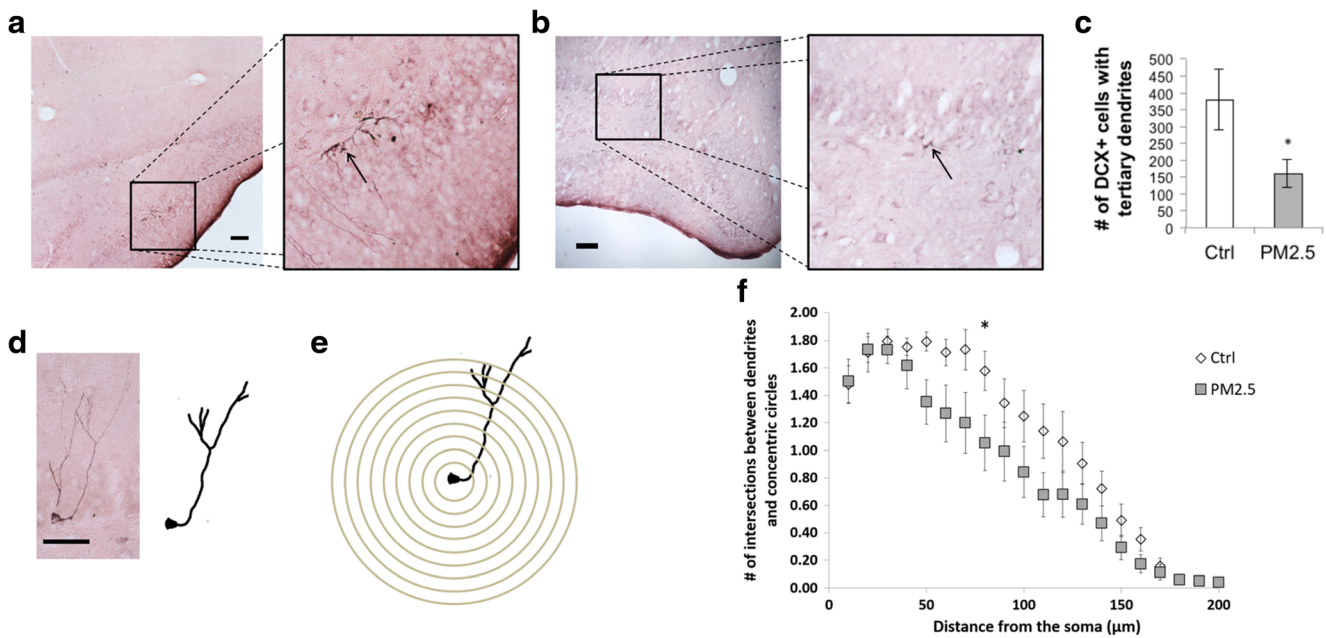 a
b
c
# of DCX+ cells with
tertiary dendrites
500
450
400
350
300
250
200
150
100
50
0
*
Ctrl
PM2.5
d
e
f
# of intersections between dendrites
and concentric circles
2.00
1.80
1.60
1.40
1.20
1.00
0.80
0.60
0.40
0.20
0.00
*
0
50
100
150
200
Distance from the soma (µm)
Ctrl
PM2.5